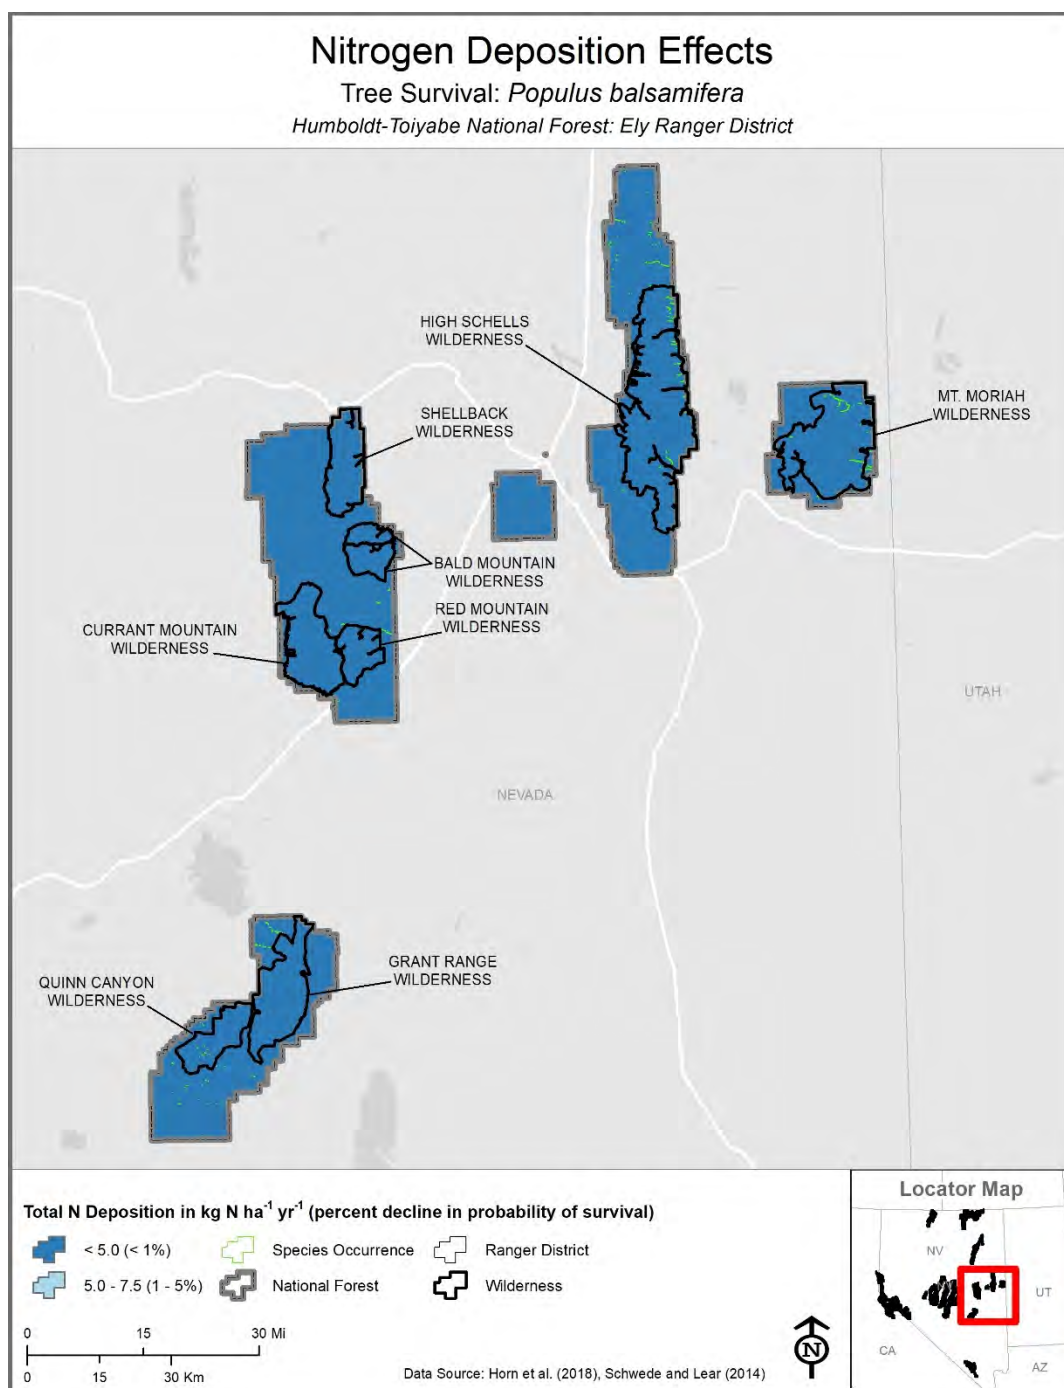 Nitrogen Deposition Effects
Tree Survival: Populus balsamifera
Humboldt-Toiyabe National Forest: Ely Ranger District
HIGH SCHELLS
WILDERNESS
SHELLBACK
WILDERNESS
MT. MORIAH
WILDERNESS
BALD MOUNTAIN
WILDERNESS
RED MOUNTAIN
WILDERNESS
CURRANT MOUNTAIN
WILDERNESS
UTAH
NEVADA
QUINN CANYON
WILDERNESS
GRANT RANGE
WILDERNESS
Total N Deposition in kg N ha⁻¹ yr⁻¹ (percent decline in probability of survival)
< 5.0 (< 1%)
Species Occurrence
Ranger District
5.0 - 7.5 (1 - 5%)
National Forest
Wilderness
0 15 30 Mi
0 15 30 Km
N
Data Source: Horn et al. (2018), Schwede and Lear (2014)
Locator Map
NV
UT
CA
AZ